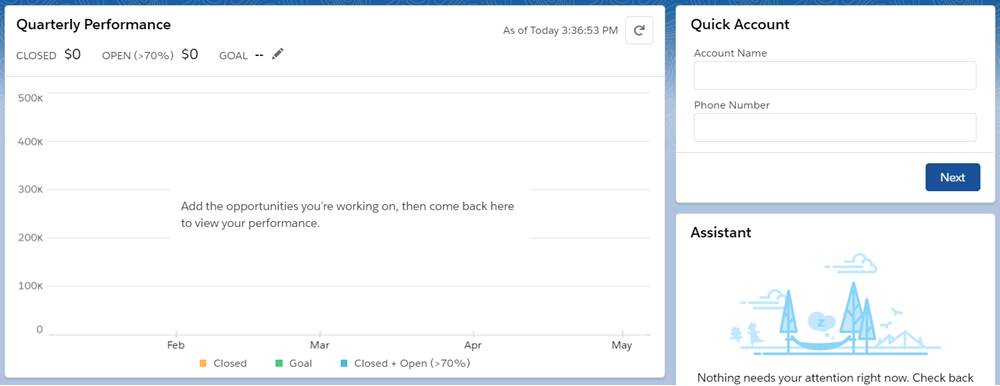 Quarterly Performance
As of Today 3:36:53 PM
CLOSED $0 OPEN (>70%) $0 GOAL --
500K
400K
300K
200K
100K
0
Add the opportunities you're working on, then come back here
to view your performance.
Feb Mar Apr May
Closed Goal Closed + Open (>70%)
Quick Account
Account Name
Phone Number
Next
Assistant
z
Nothing needs your attention right now. Check back